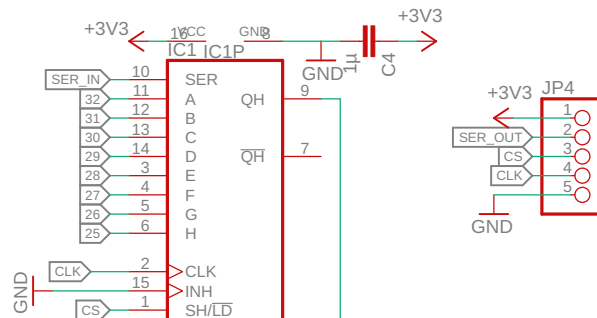 +3V3 16 VCC GND 8 +3V3
IC1 IC1P GND 1µ C4
SER_IN 10 SER
32 11 A QH 9
31 12 B
30 13 C
29 14 D QH 7
28 3 E
27 4 F
26 5 G
25 6 H
CLK 2 CLK
GND 15 INH
CS 1 SH/LD
JP4
+3V3 1
SER_OUT 2
CS 3
CLK 4
5
GND